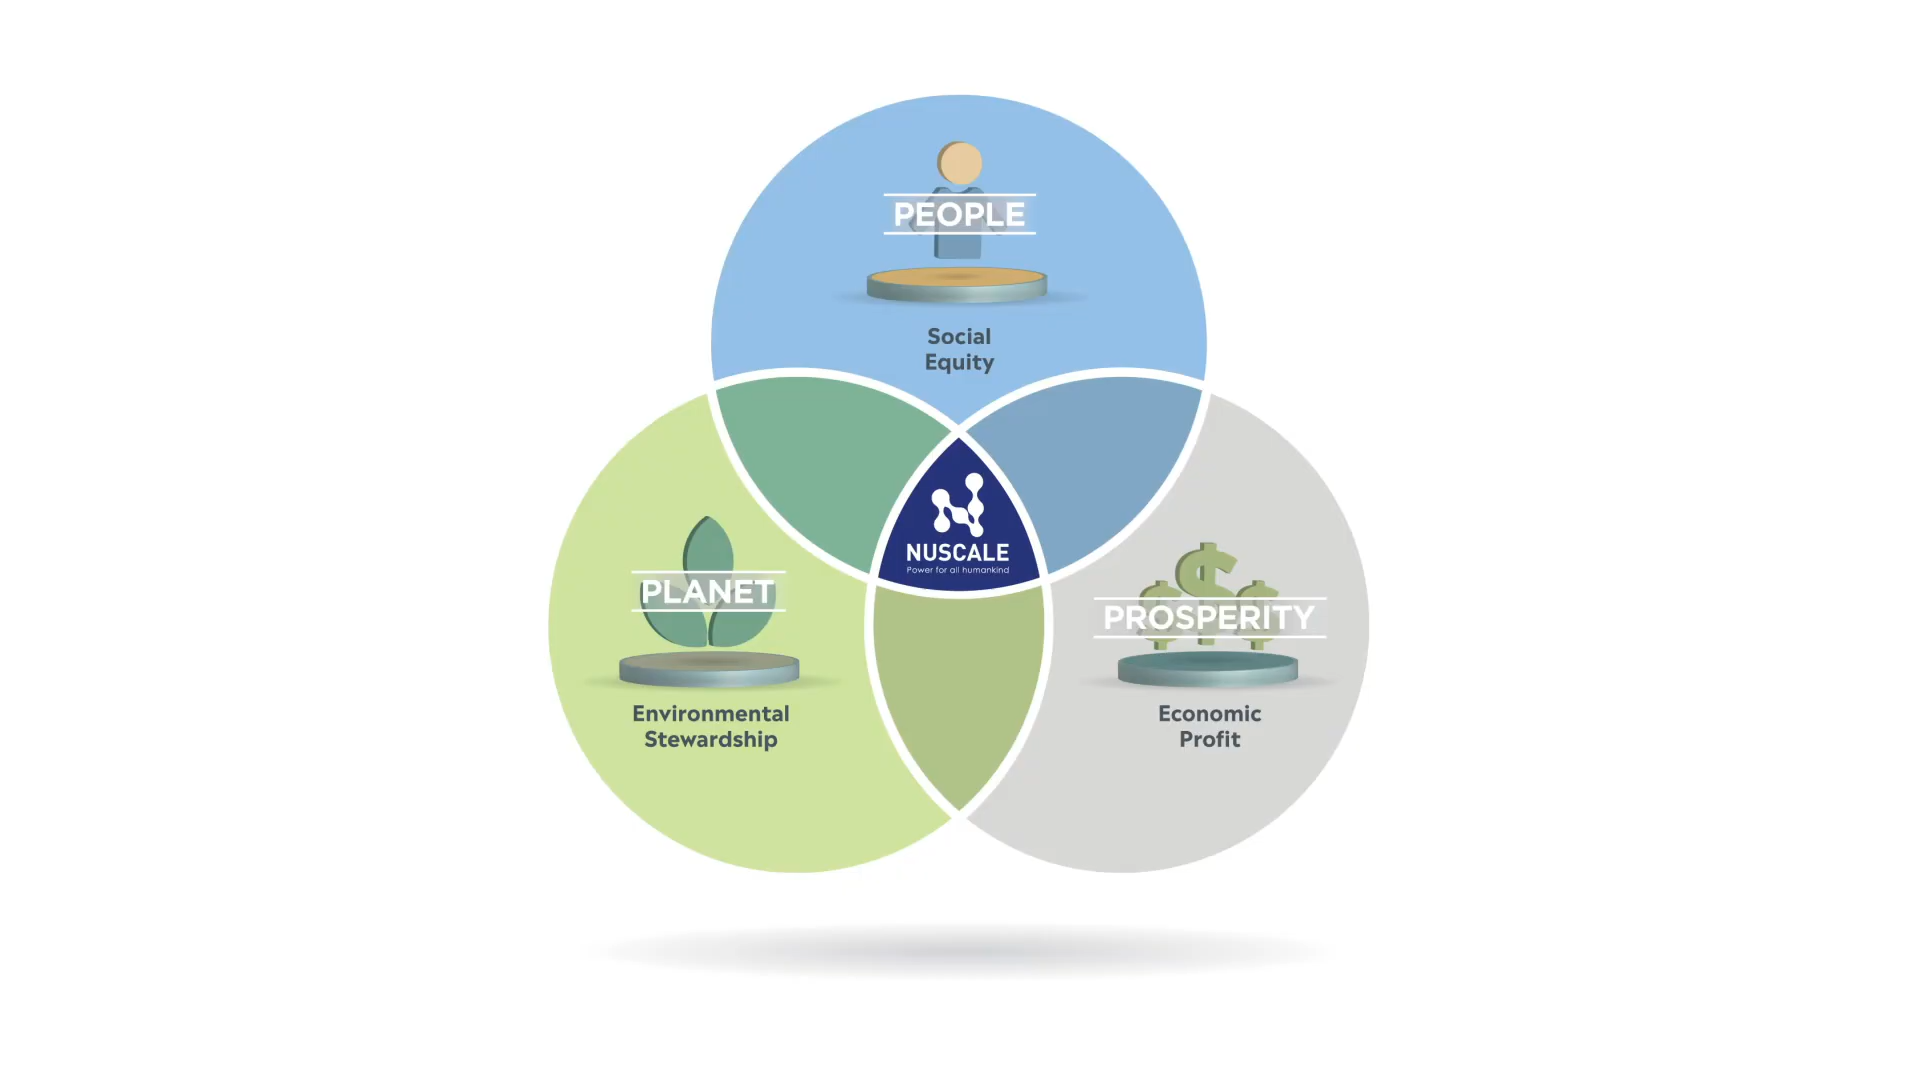 PEOPLE
Social
Equity
NUSCALE
Power for all humankind
PLANET
Environmental
Stewardship
PROSPERITY
Economic
Profit